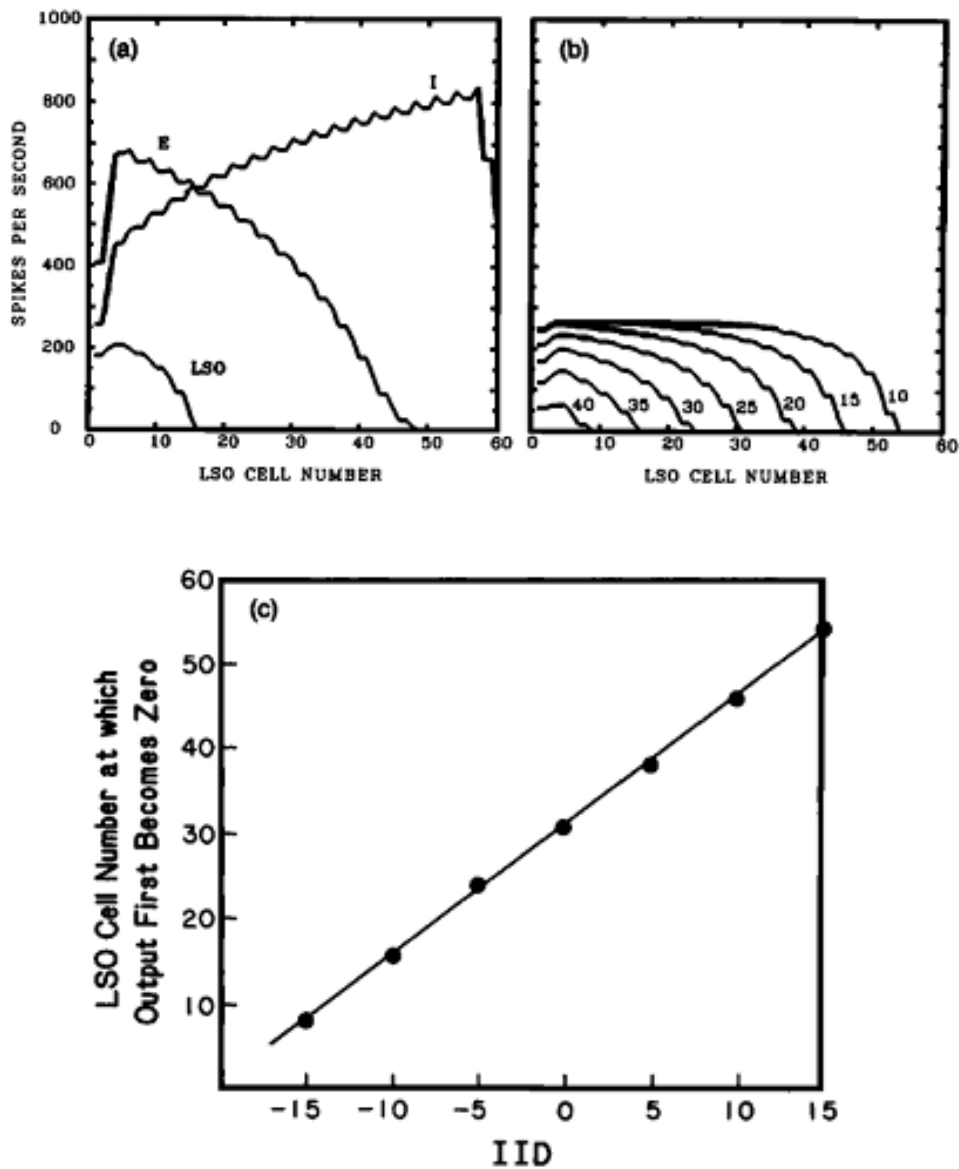 (a)
1000
800
600
400
200
0
SPIKES PER SECOND
E
I
LSO
0 10 20 30 40 50 60
LSO CELL NUMBER
(b)
40 35 30 25 20 15 10
0 10 20 30 40 50 60
LSO CELL NUMBER
(c)
60
50
40
30
20
10
LSO Cell Number at which
Output First Becomes Zero
-15 -10 -5 0 5 10 15
IID